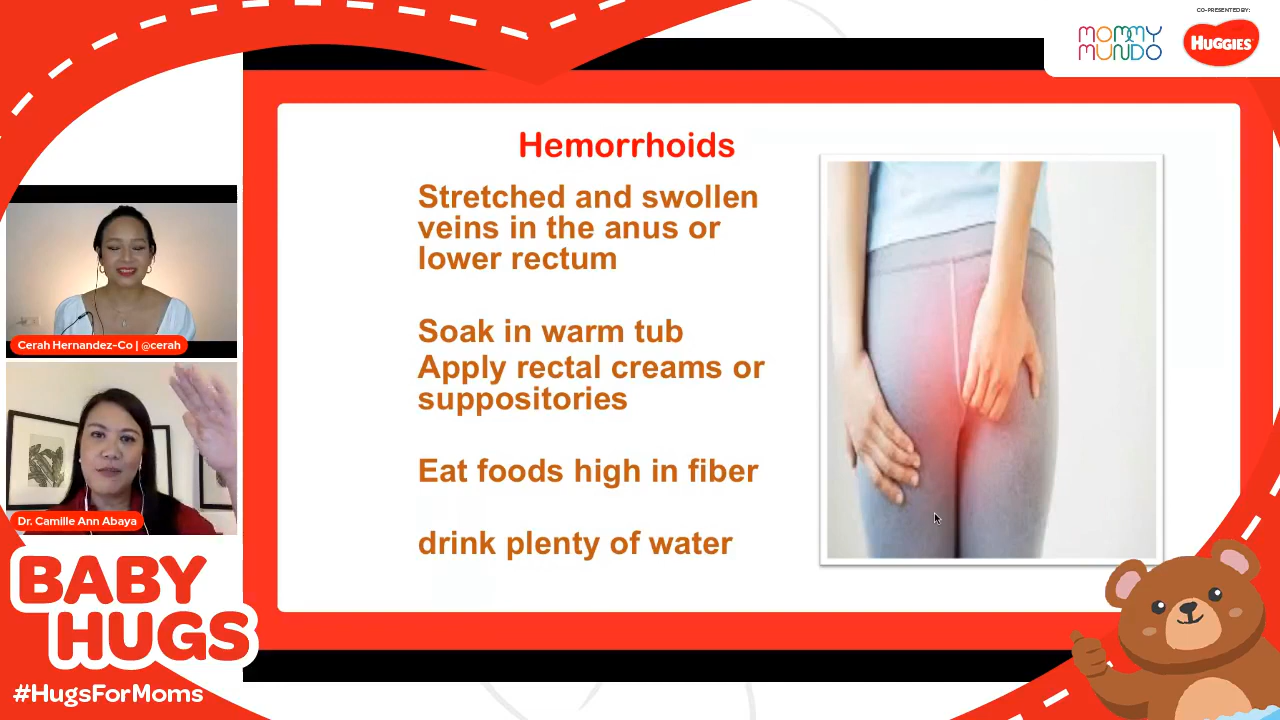 CO-PRESENTED BY:
MOMMY
MUNDO
HUGGIES
Hemorrhoids
Stretched and swollen
veins in the anus or
lower rectum
Soak in warm tub
Apply rectal creams or
suppositories
Eat foods high in fiber
drink plenty of water
Cerah Hernandez-Co | @cerah
Dr. Camille Ann Abaya
BABY
HUGS
#HugsForMoms